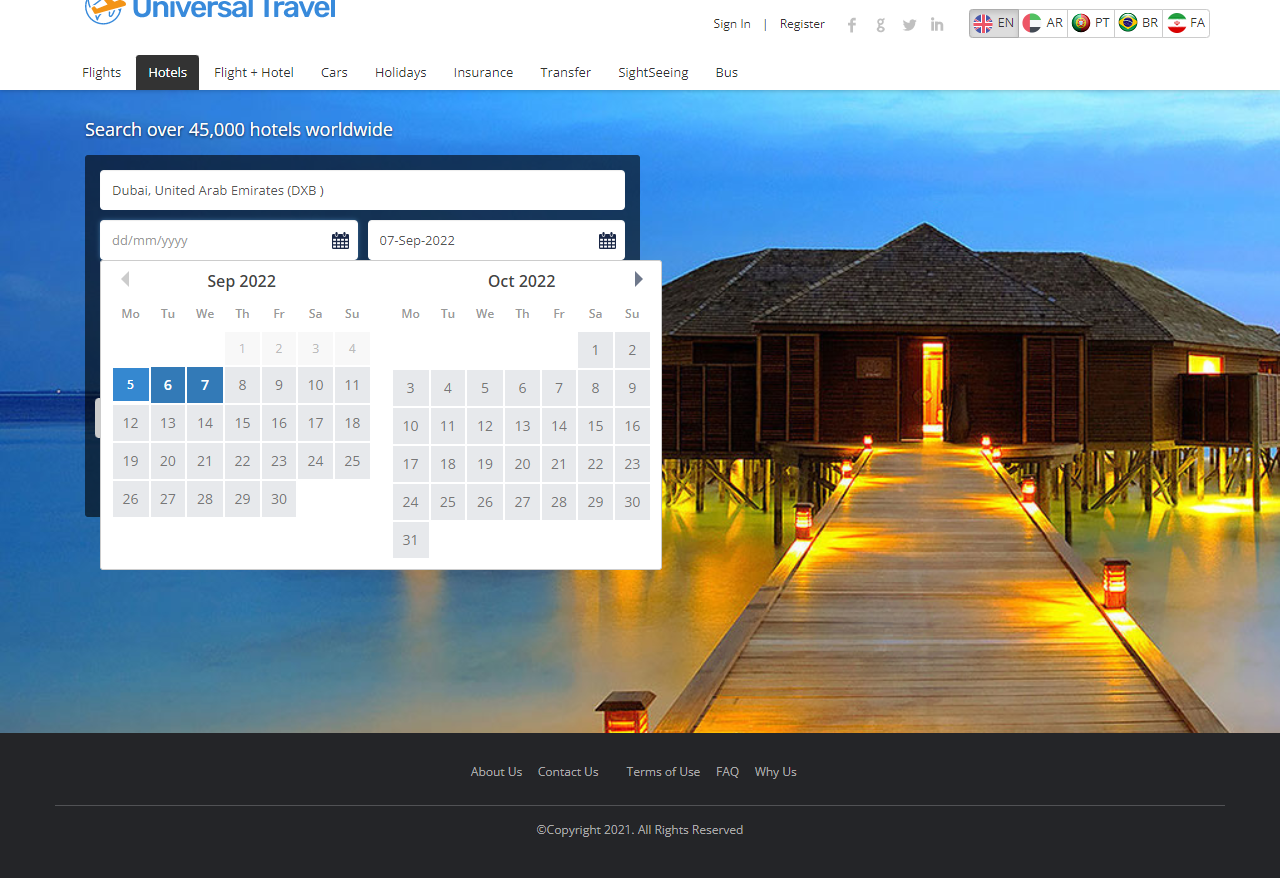 Universal Travel
Sign In | Register
EN AR PT BR FA
Flights Hotels Flight + Hotel Cars Holidays Insurance Transfer SightSeeing Bus
Search over 45,000 hotels worldwide
Dubai, United Arab Emirates (DXB )
dd/mm/yyyy 07-Sep-2022
Sep 2022
Mo Tu We Th Fr Sa Su
1 2 3 4
5 6 7 8 9 10 11
12 13 14 15 16 17 18
19 20 21 22 23 24 25
26 27 28 29 30
Oct 2022
Mo Tu We Th Fr Sa Su
1 2
3 4 5 6 7 8 9
10 11 12 13 14 15 16
17 18 19 20 21 22 23
24 25 26 27 28 29 30
31
About Us Contact Us Terms of Use FAQ Why Us
©Copyright 2021. All Rights Reserved